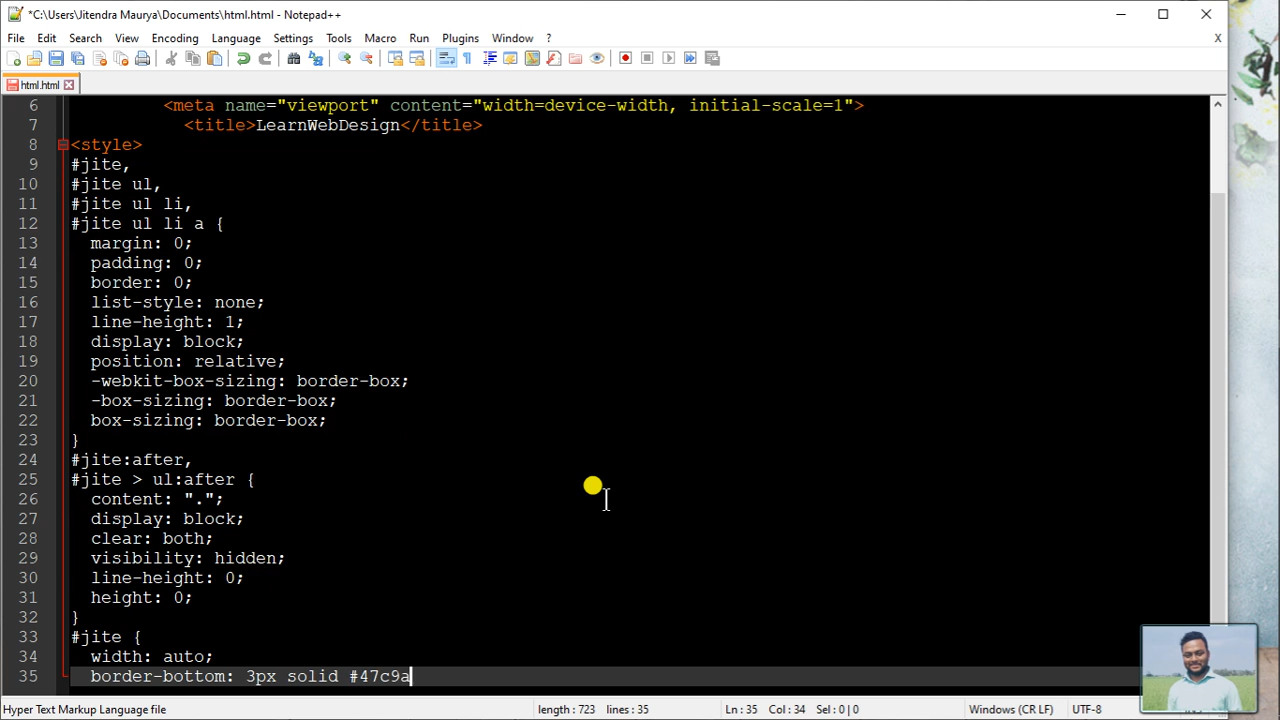 *C:\Users\Jitendra Maurya\Documents\html.html - Notepad++
File Edit Search View Encoding Language Settings Tools Macro Run Plugins Window ? X
html.html
6 <meta name="viewport" content="width=device-width, initial-scale=1">
7 <title>LearnWebDesign</title>
8 <style>
9 #jite,
10 #jite ul,
11 #jite ul li,
12 #jite ul li a {
13 margin: 0;
14 padding: 0;
15 border: 0;
16 list-style: none;
17 line-height: 1;
18 display: block;
19 position: relative;
20 -webkit-box-sizing: border-box;
21 -box-sizing: border-box;
22 box-sizing: border-box;
23 }
24 #jite:after,
25 #jite > ul:after {
26 content: ".";
27 display: block;
28 clear: both;
29 visibility: hidden;
30 line-height: 0;
31 height: 0;
32 }
33 #jite {
34 width: auto;
35 border-bottom: 3px solid #47c9a
Hyper Text Markup Language file length : 723 lines : 35 Ln : 35 Col : 34 Sel : 0 | 0 Windows (CR LF) UTF-8